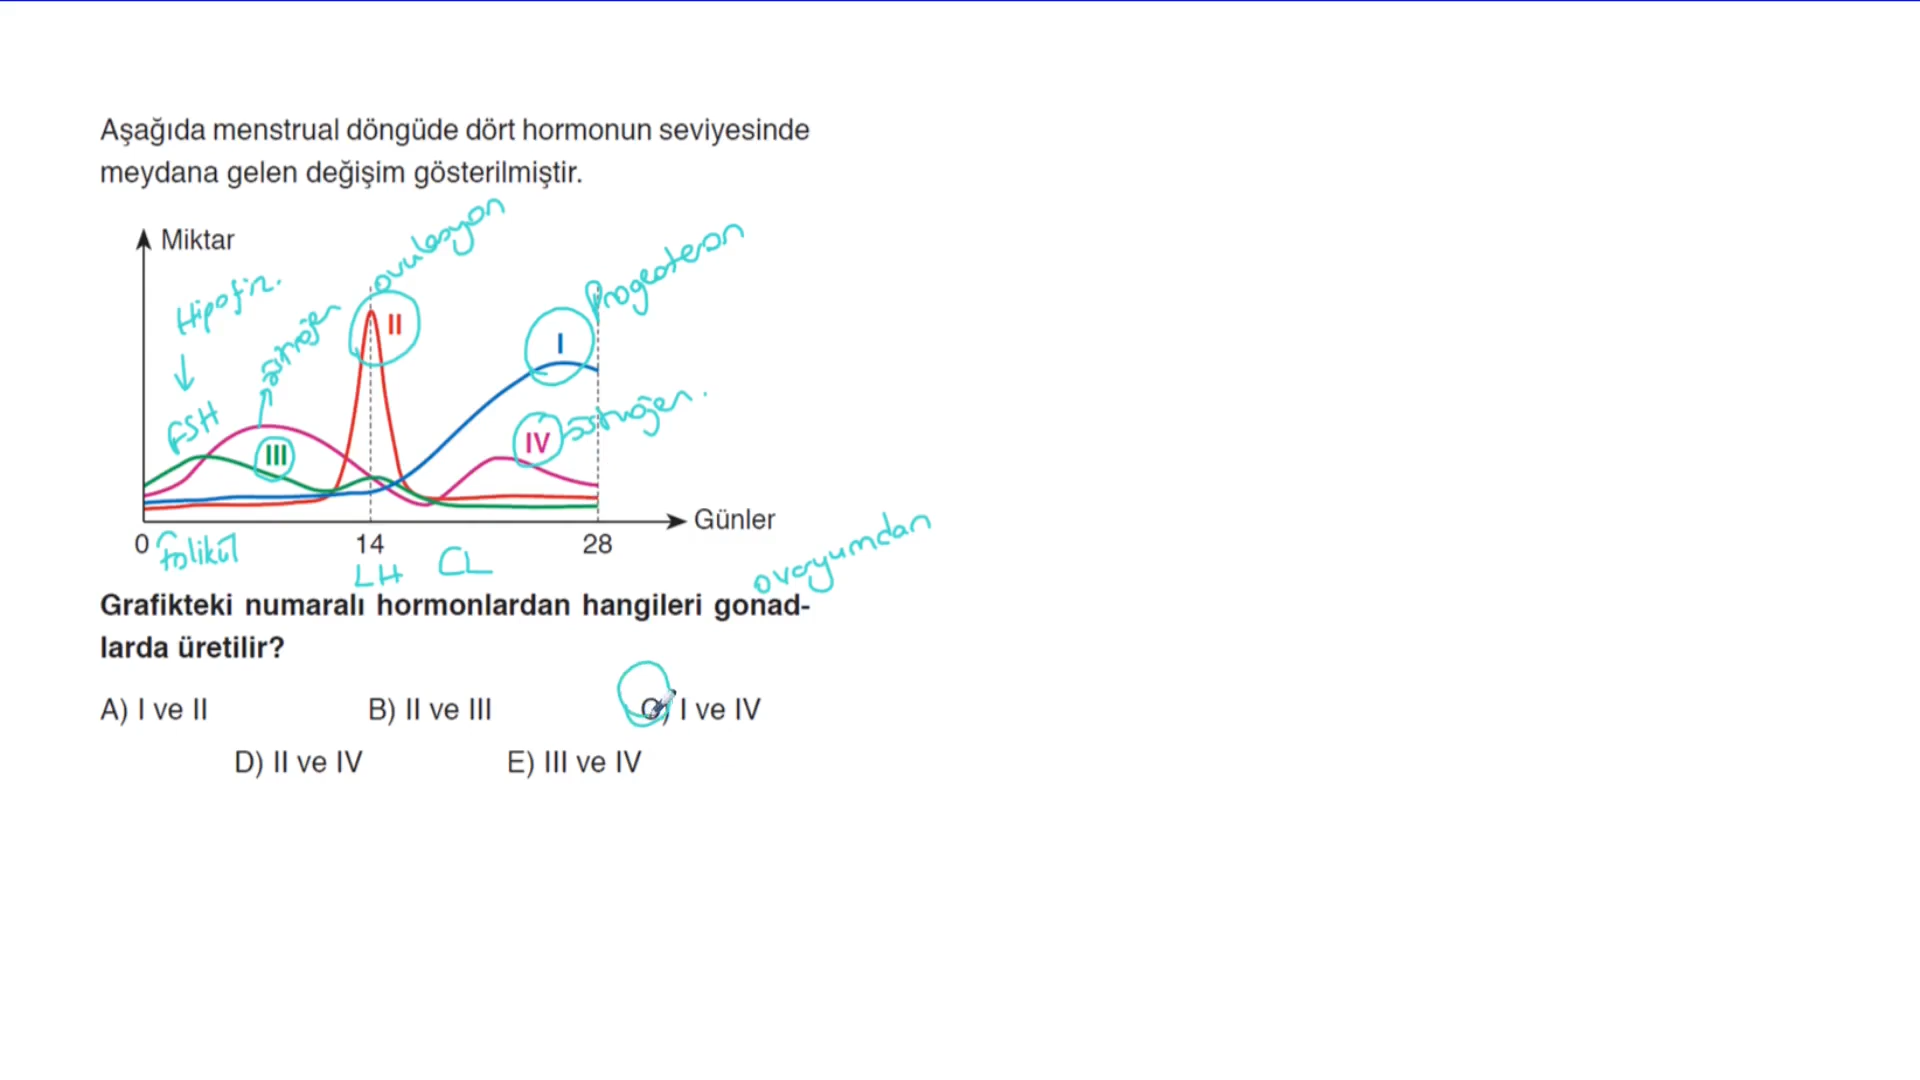 Aşağıda menstrual döngüde dört hormonun seviyesinde
meydana gelen değişim gösterilmiştir.
Miktar
Hipofiz.
östroğen
ovulasyon
Progesteron
II
I
FSH
III
IV
östroğen.
Günler
0
14
28
folikül
LH
CL
ovaryumdan
Grafikteki numaralı hormonlardan hangileri gonad-
larda üretilir?
A) I ve II
B) II ve III
C) I ve IV
D) II ve IV
E) III ve IV